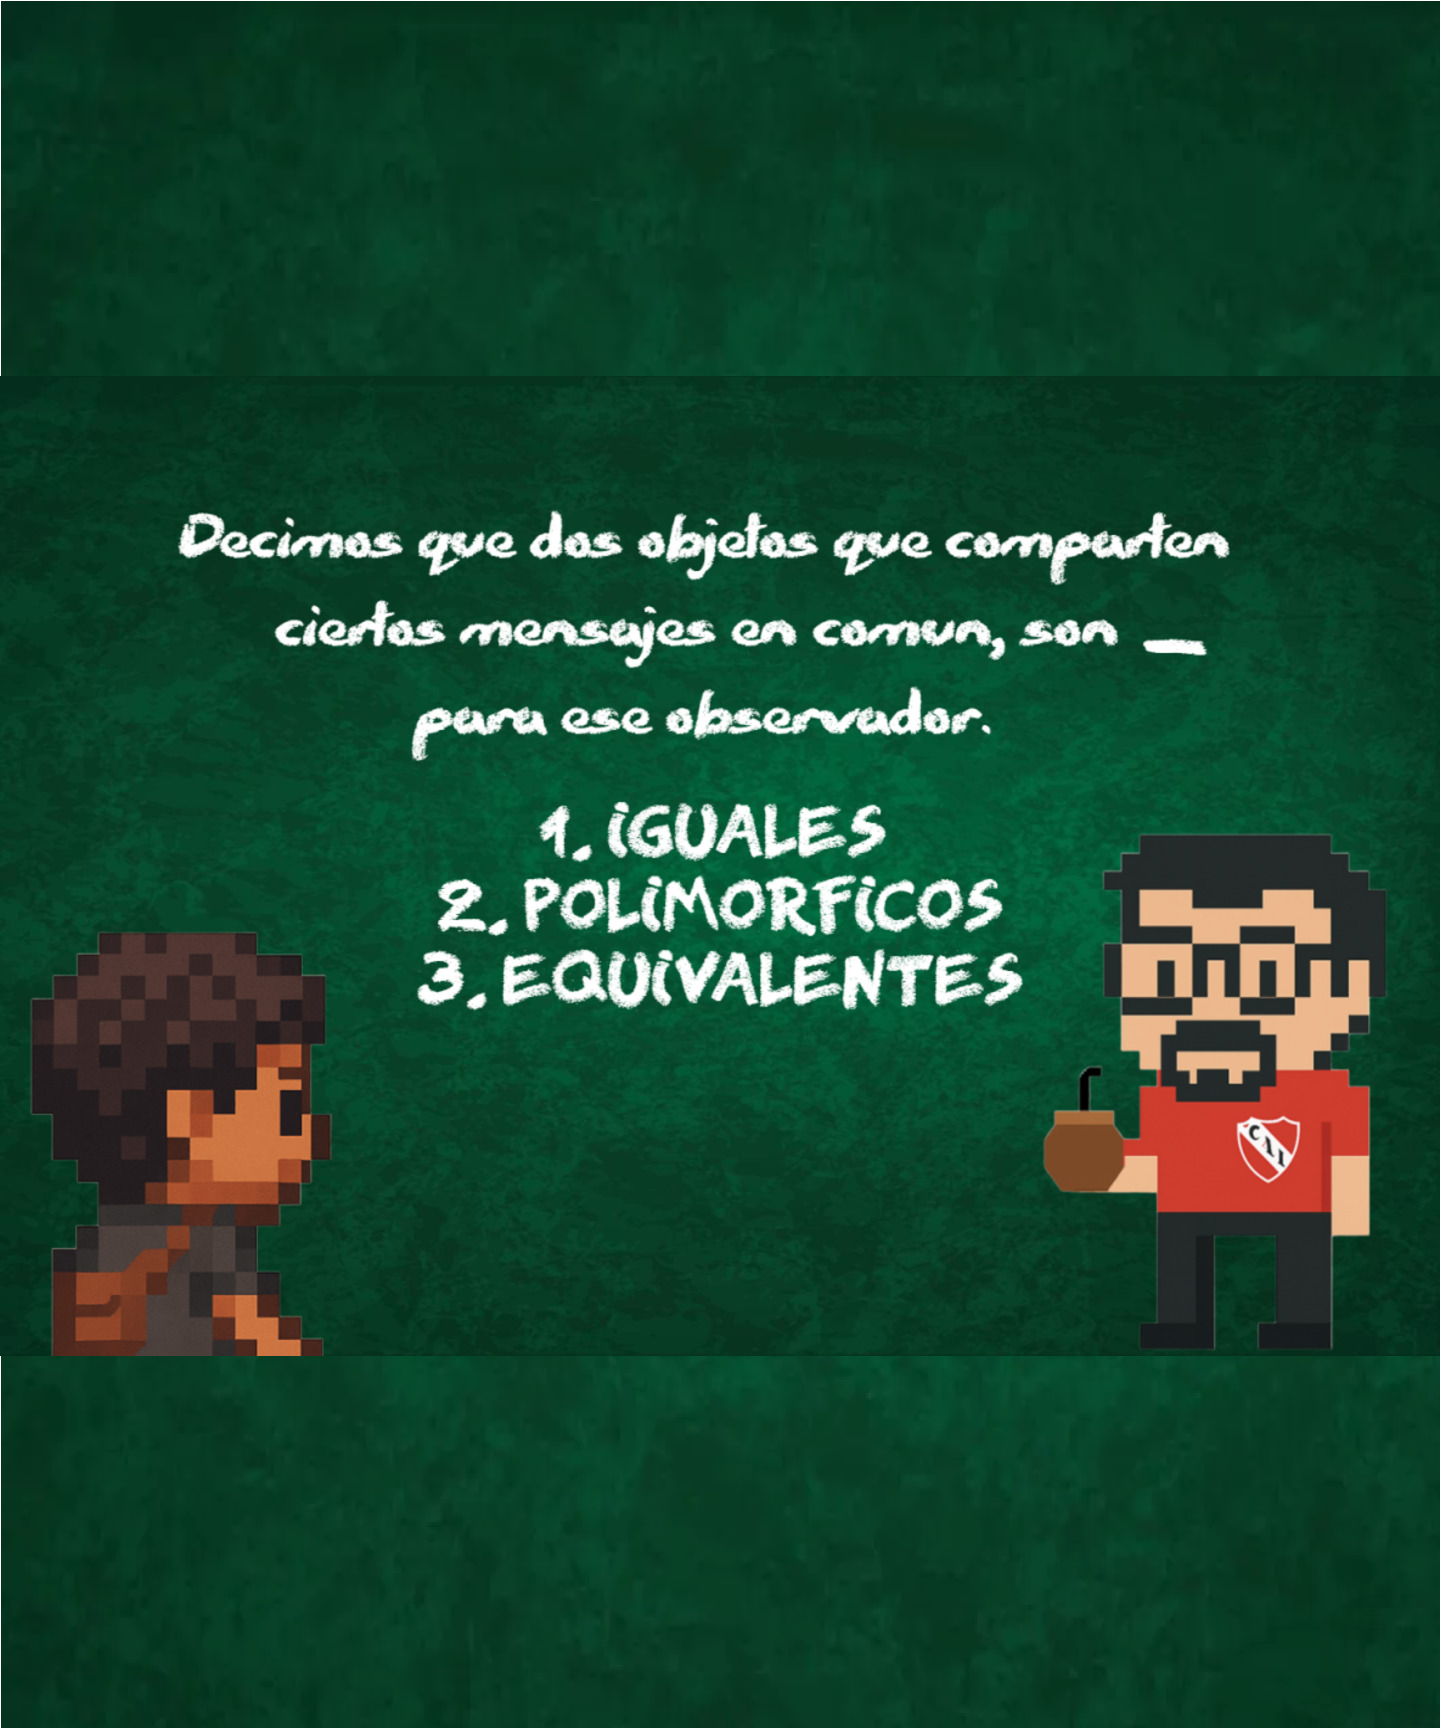 Decimos que dos objetos que comparten
ciertos mensajes en comun, son _
para ese observador.
1. iGUALES
2. POLiMORFiCOS
3. EQUiVALENTES
CAI